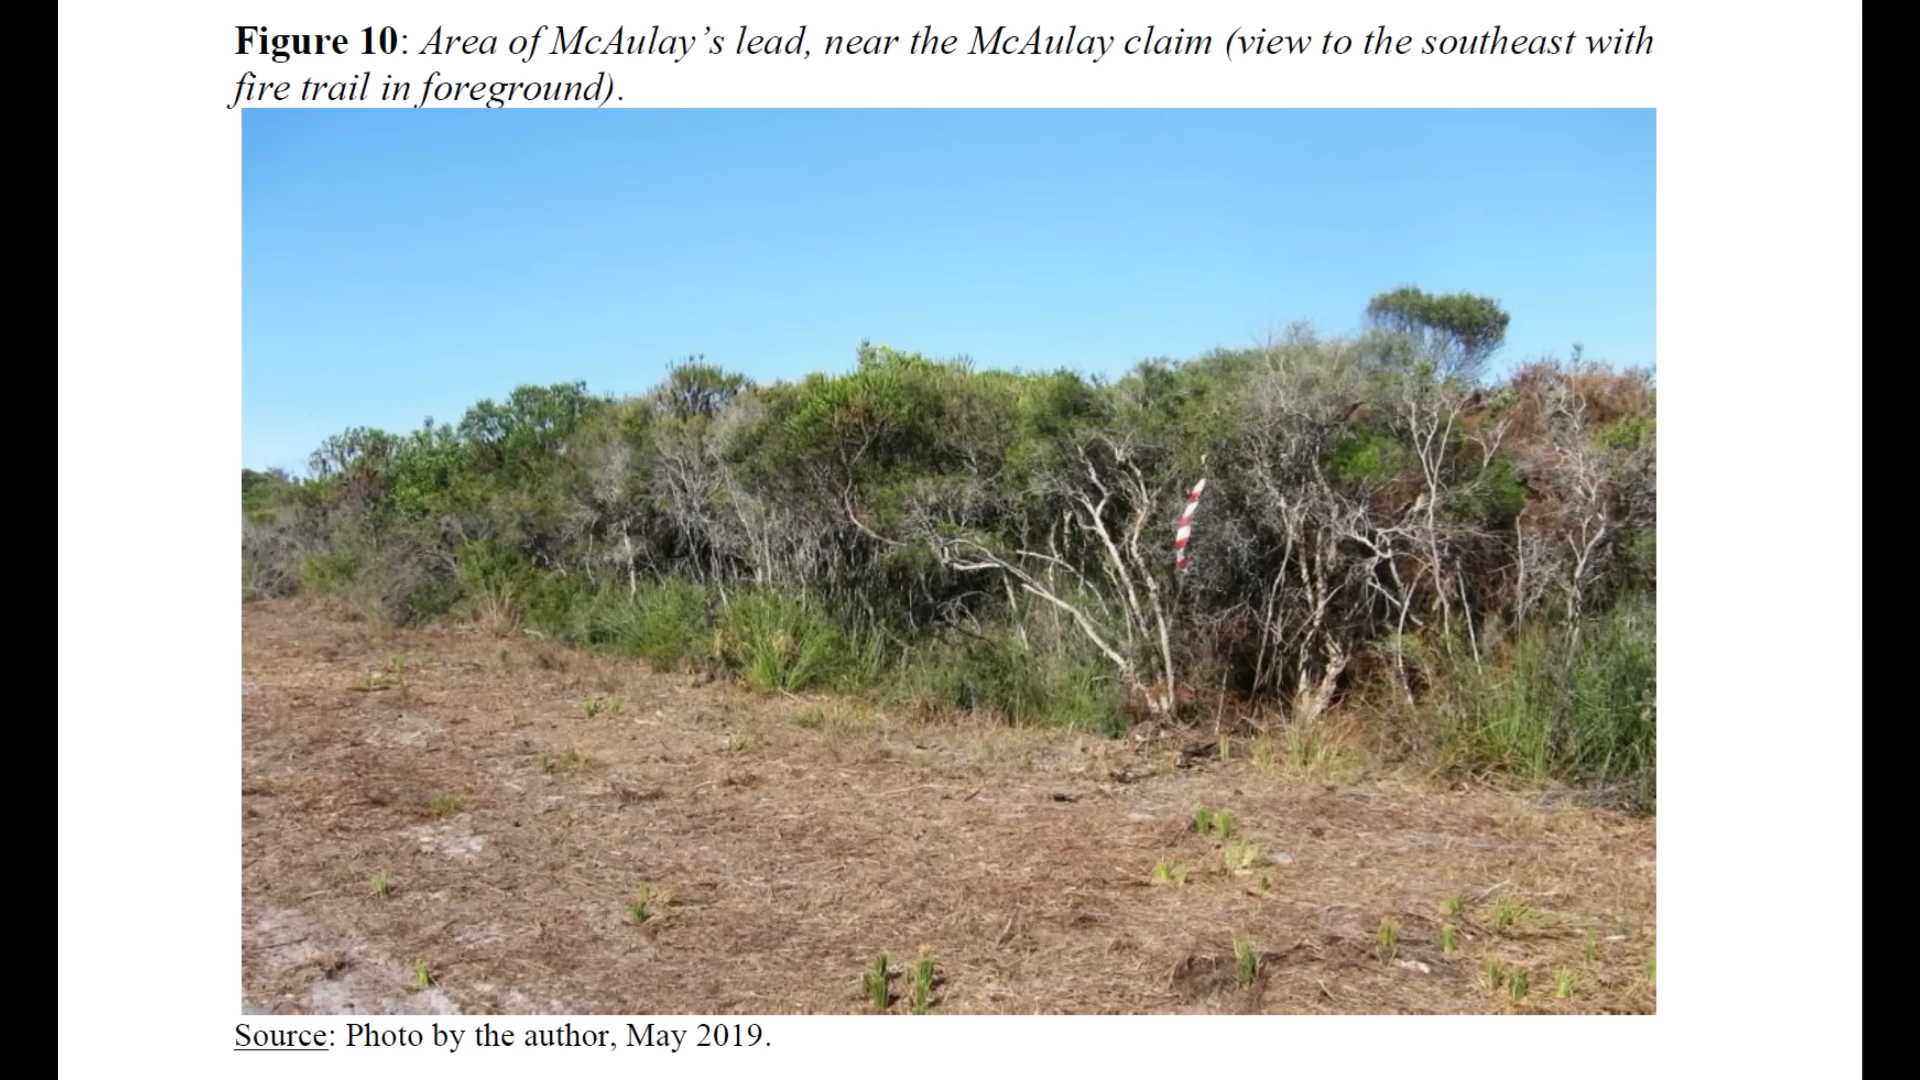 Figure 10: Area of McAulay’s lead, near the McAulay claim (view to the southeast with
fire trail in foreground).
Source: Photo by the author, May 2019.